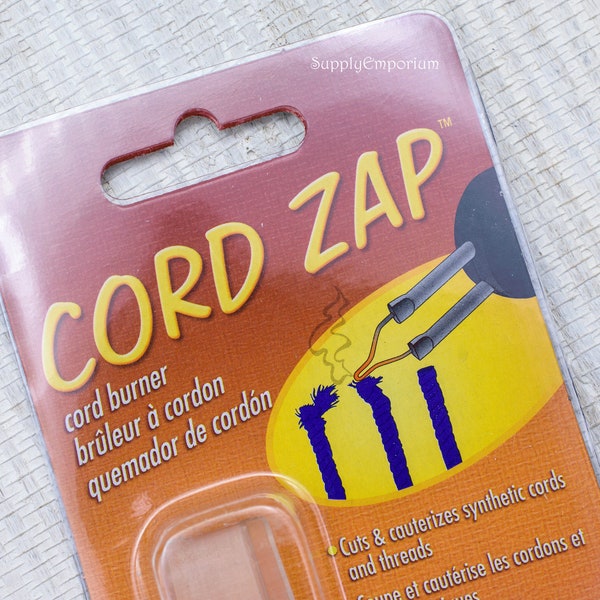 SupplyEmporium
CORD ZAP™
cord burner
brûleur à cordon
quemador de cordón
• Cuts & cauterizes synthetic cords
and threads
Coupe et cautérise les cordons et